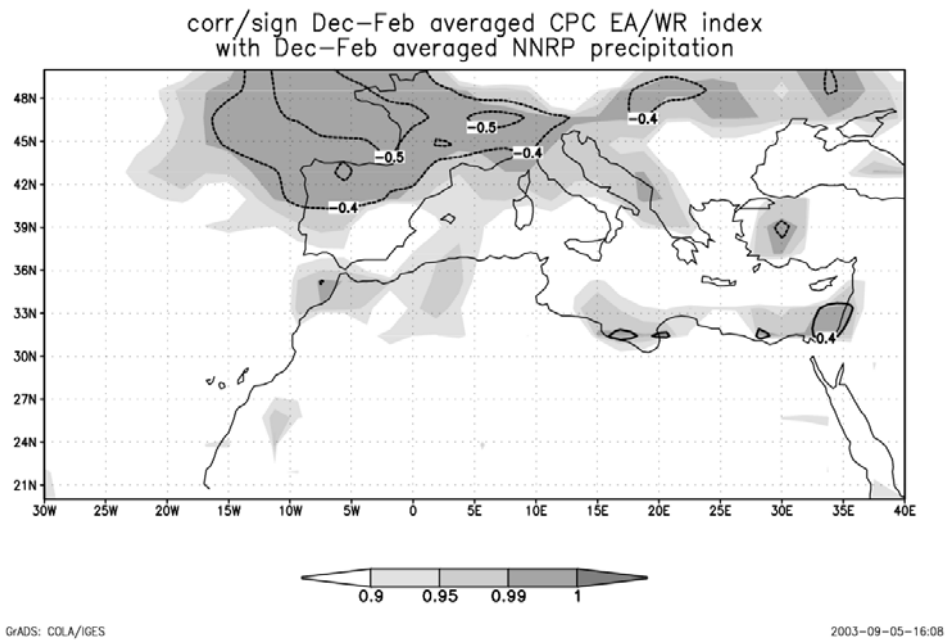 corr/sign Dec-Feb averaged CPC EA/WR index
with Dec-Feb averaged NNRP precipitation
48N
45N
42N
39N
36N
33N
30N
27N
24N
21N
-0.5
-0.4
-0.5
-0.4
-0.4
0.4
30W 25W 20W 15W 10W 5W 0 5E 10E 15E 20E 25E 30E 35E 40E
0.9 0.95 0.99 1
GrADS: COLA/IGES
2003-09-05-16:08